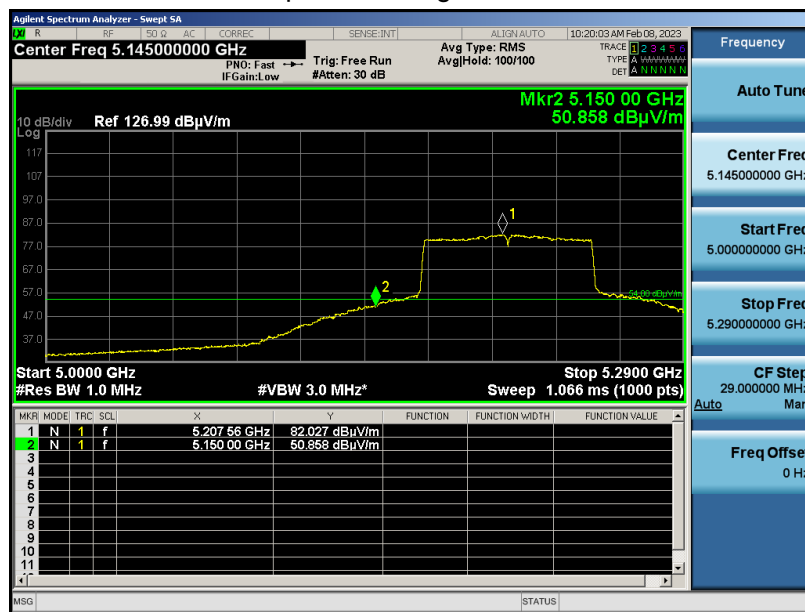 Agilent Spectrum Analyzer - Swept SA
LXI R RF 50 Ω AC CORREC SENSE:INT ALIGN AUTO 10:20:03 AM Feb 08, 2023
Center Freq 5.145000000 GHz
PNO: Fast
IFGain:Low
Trig: Free Run
#Atten: 30 dB
Avg Type: RMS
Avg|Hold: 100/100
TRACE 1 2 3 4 5 6
TYPE A
DET A N N N N N
Mkr2 5.150 00 GHz
50.858 dBµV/m
10 dB/div Ref 126.99 dBµV/m
Log
117
107
97.0
87.0
77.0
67.0
57.0
47.0
37.0
1
2
54.00 dBµV/m
Start 5.0000 GHz Stop 5.2900 GHz
#Res BW 1.0 MHz #VBW 3.0 MHz* Sweep 1.066 ms (1000 pts)
MKR MODE TRC SCL X Y FUNCTION FUNCTION WIDTH FUNCTION VALUE
1 N 1 f 5.207 56 GHz 82.027 dBµV/m
2 N 1 f 5.150 00 GHz 50.858 dBµV/m
3
4
5
6
7
8
9
10
11
MSG STATUS
Frequency
Auto Tune
Center Freq
5.145000000 GHz
Start Freq
5.000000000 GHz
Stop Freq
5.290000000 GHz
CF Step
29.000000 MHz
Auto Man
Freq Offset
0 Hz